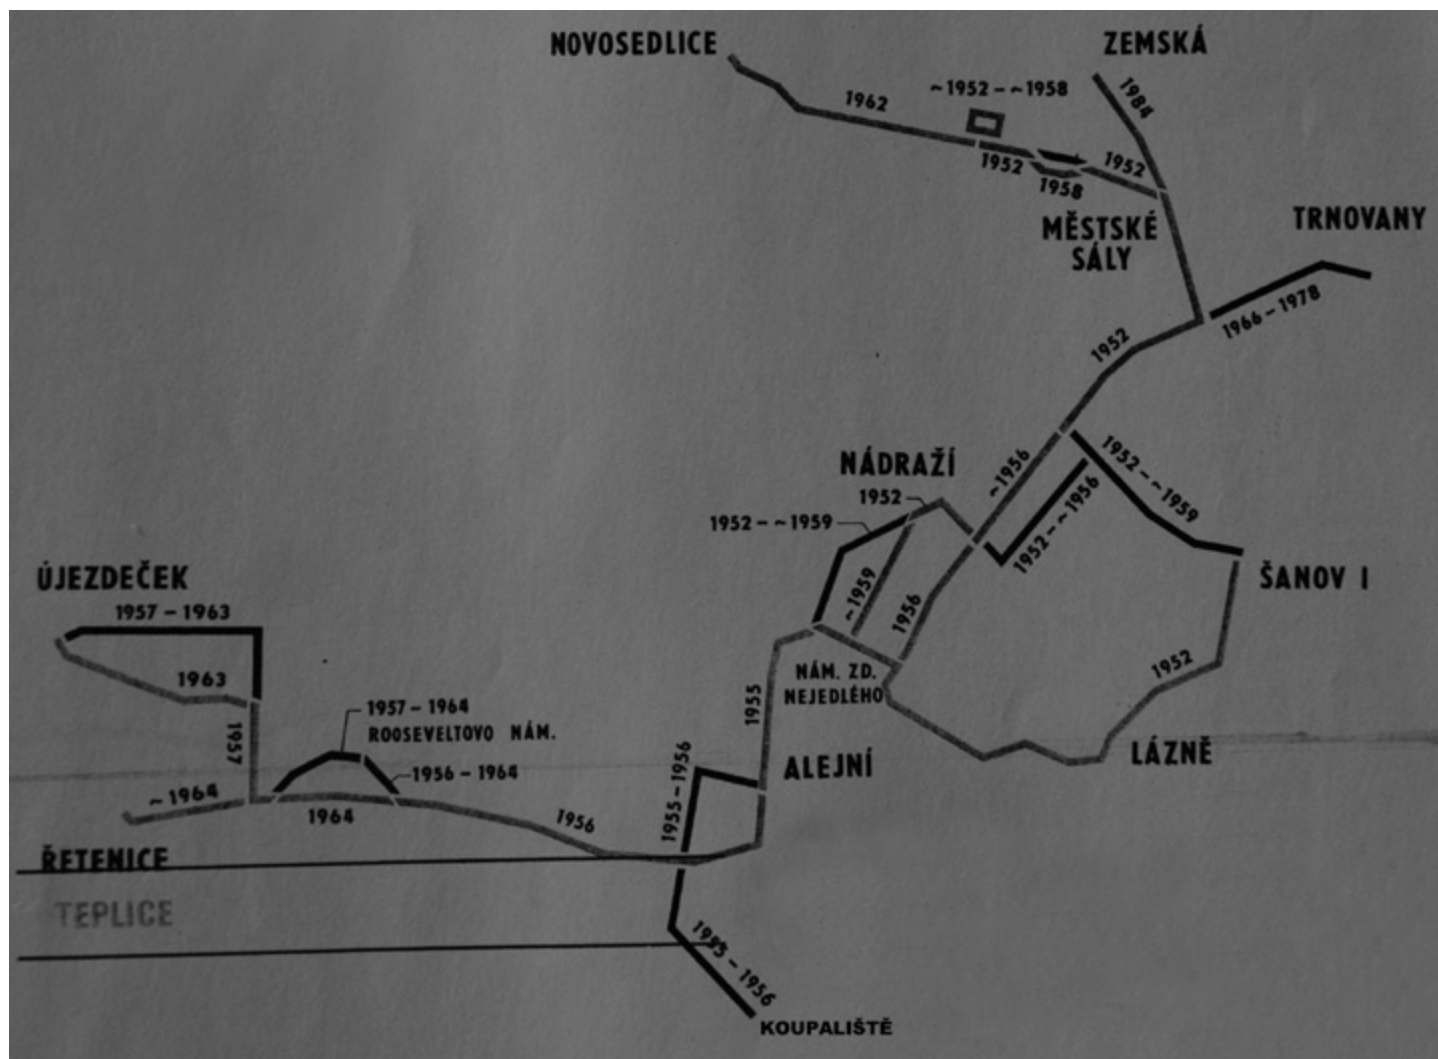 NOVOSEDLICE
ZEMSKÁ
~1952-~1958
1984
1962
1952
1952
1958
MĚSTSKÉ
SÁLY
TRNOVANY
1966-1978
1952
NÁDRAŽÍ
~1956
1952-~1959
1952
1952-~1959
1952-~1956
ÚJEZDEČEK
ŠANOV I
1957-1963
~1959
1956
1952
1963
NÁM. ZD.
NEJEDLÉHO
1957-1964
ROOSEVELTOVO NÁM.
1955
1957
LÁZNĚ
ALEJNÍ
1956-1964
1955-1956
~1964
1964
1956
ŘETENICE
TEPLICE
1955-1956
KOUPALIŠTĚ